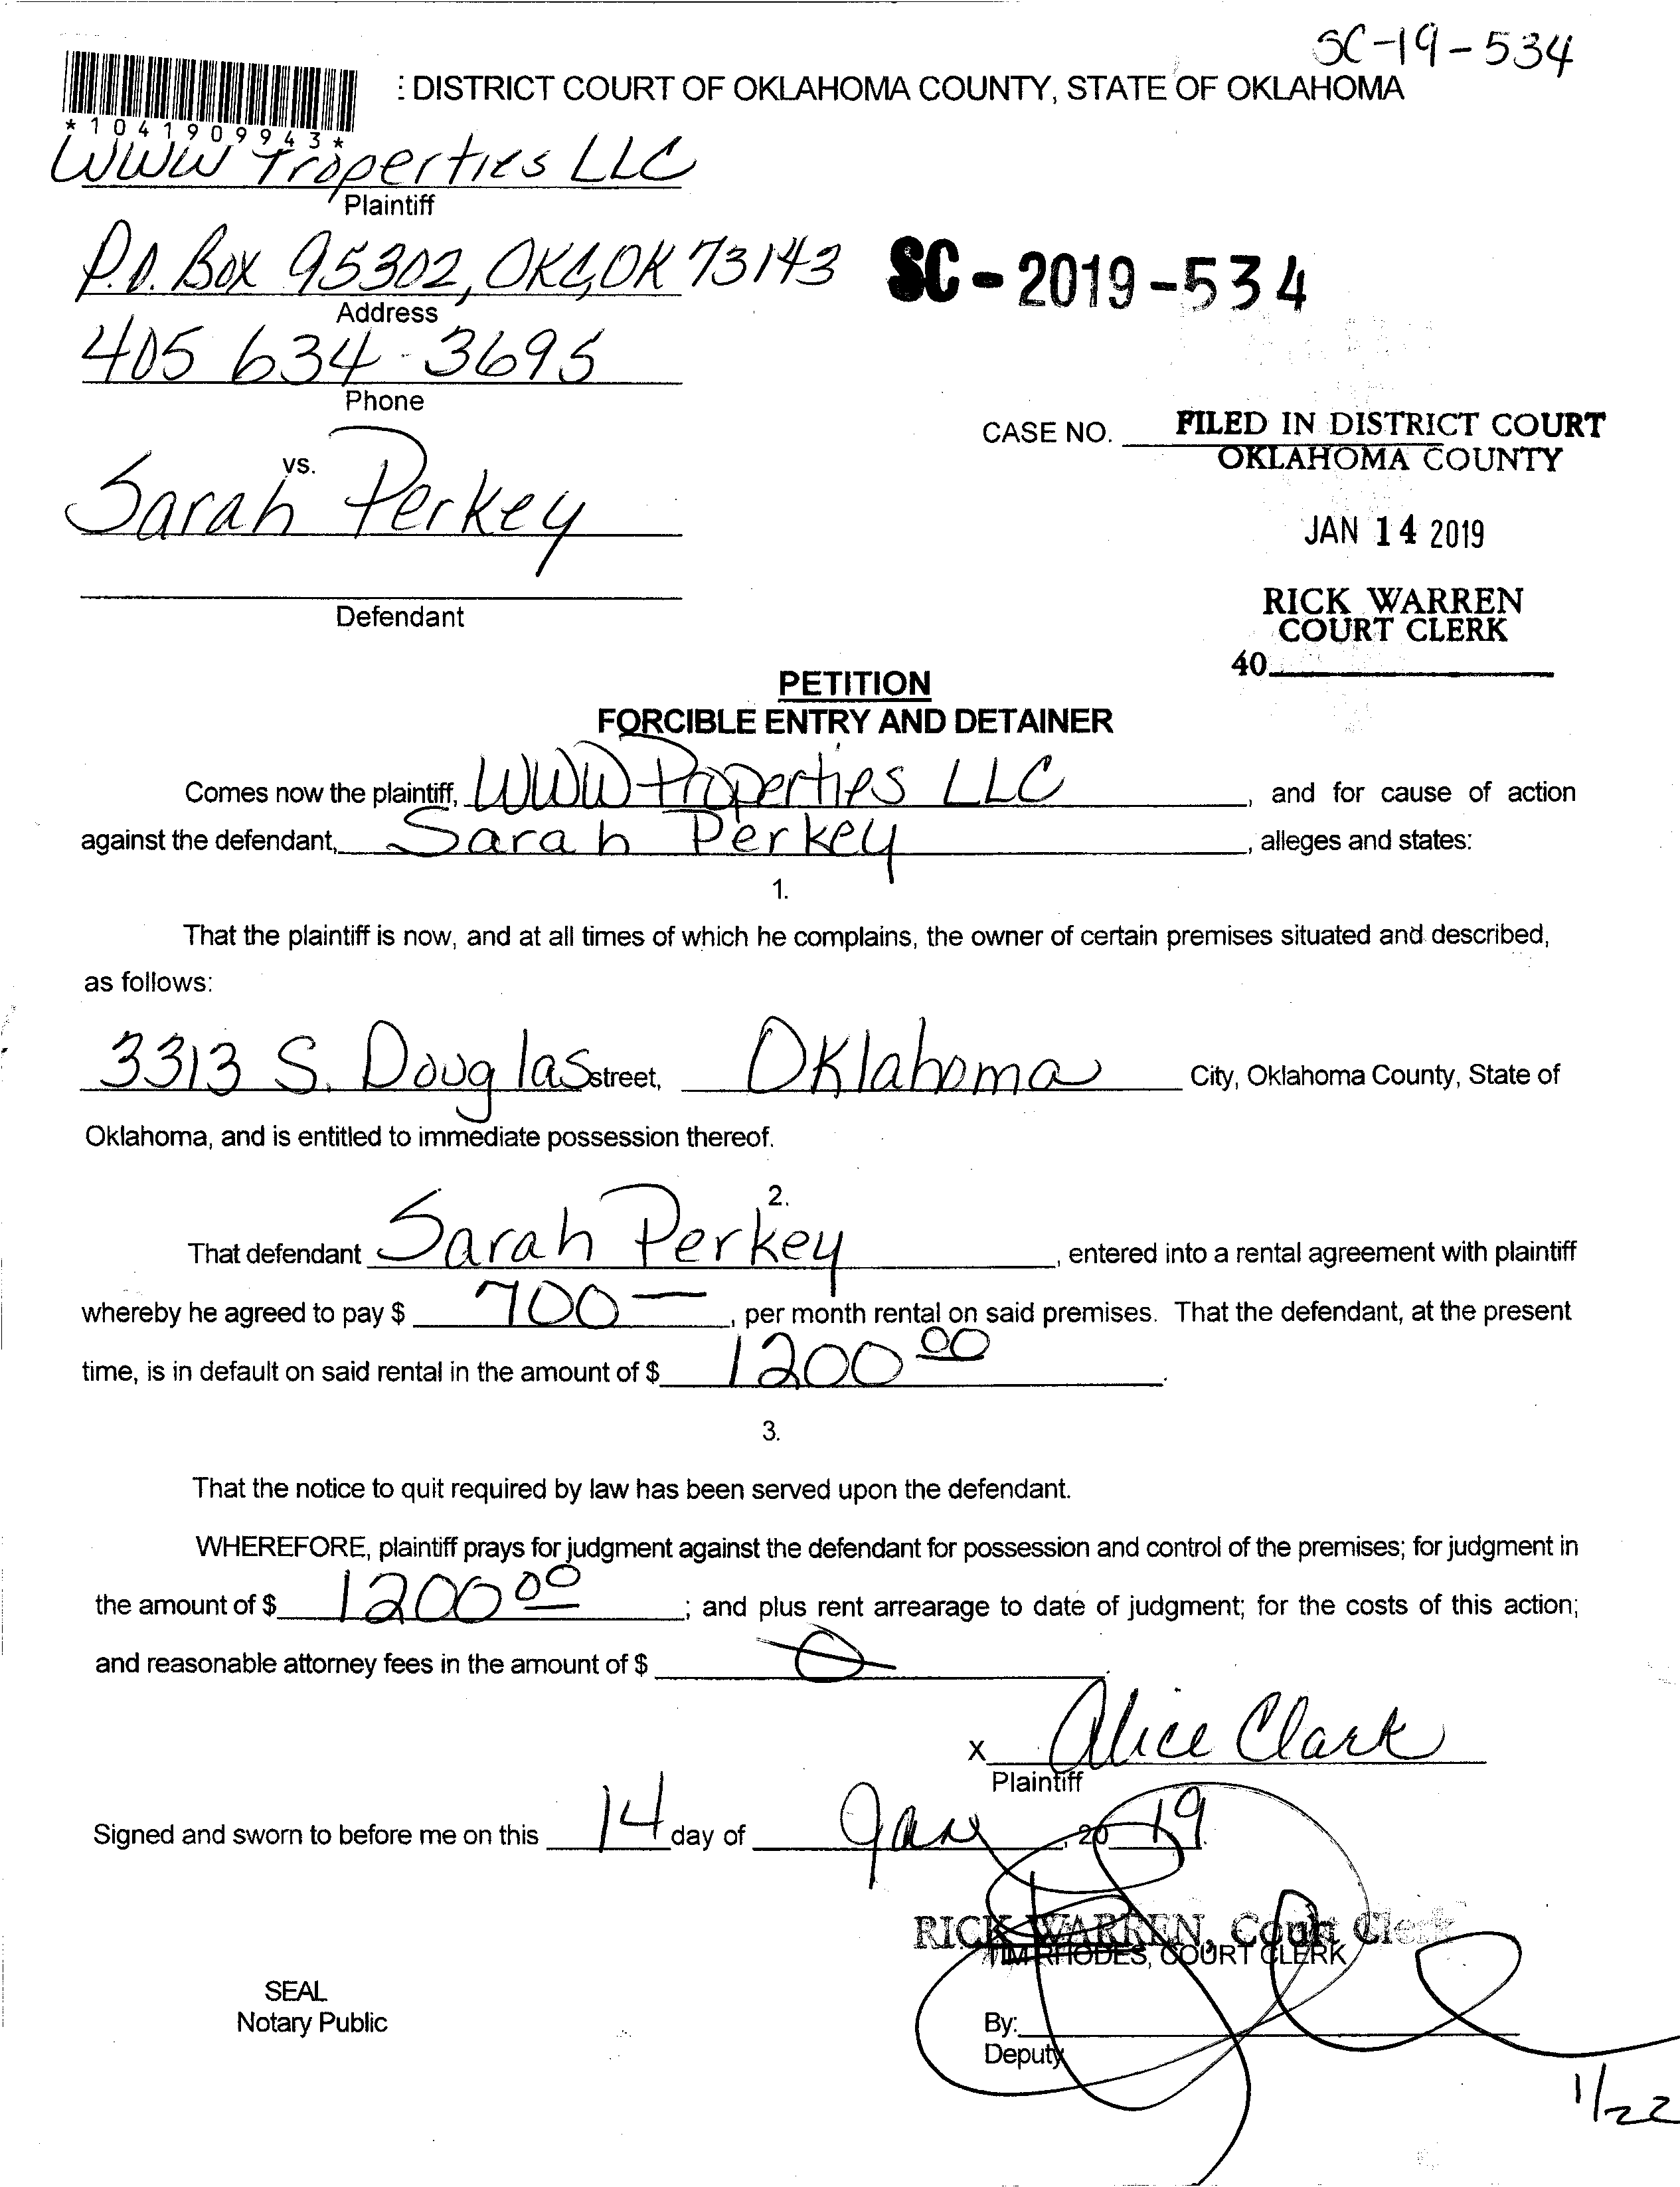 SC-19-534
: DISTRICT COURT OF OKLAHOMA COUNTY, STATE OF OKLAHOMA
*1041909943*
WWW Properties LLC
Plaintiff
P.O. Box 95302, OKC, OK 73143
SC-2019-534
Address
405 634-3695
Phone
CASE NO.
FILED IN DISTRICT COURT
OKLAHOMA COUNTY
vs.
Sarah Perkey
JAN 14 2019
Defendant
RICK WARREN
COURT CLERK
40
PETITION
FORCIBLE ENTRY AND DETAINER
Comes now the plaintiff, WWW Properties LLC, and for cause of action
against the defendant, Sarah Perkey, alleges and states:
1.
That the plaintiff is now, and at all times of which he complains, the owner of certain premises situated and described,
as follows:
3313 S. Douglas street, Oklahoma City, Oklahoma County, State of
Oklahoma, and is entitled to immediate possession thereof.
2.
That defendant Sarah Perkey, entered into a rental agreement with plaintiff
whereby he agreed to pay $ 700—, per month rental on said premises. That the defendant, at the present
time, is in default on said rental in the amount of $ 1200 00.
3.
That the notice to quit required by law has been served upon the defendant.
WHEREFORE, plaintiff prays for judgment against the defendant for possession and control of the premises; for judgment in
the amount of $ 1200 00; and plus rent arrearage to date of judgment; for the costs of this action;
and reasonable attorney fees in the amount of $ 0.
x Alice Clark
Plaintiff
Signed and sworn to before me on this 14 day of Jan, 20 19.
RICK WARREN, Court Clerk
TIM RHODES, COURT CLERK
SEAL
Notary Public
By:
Deputy
1/22